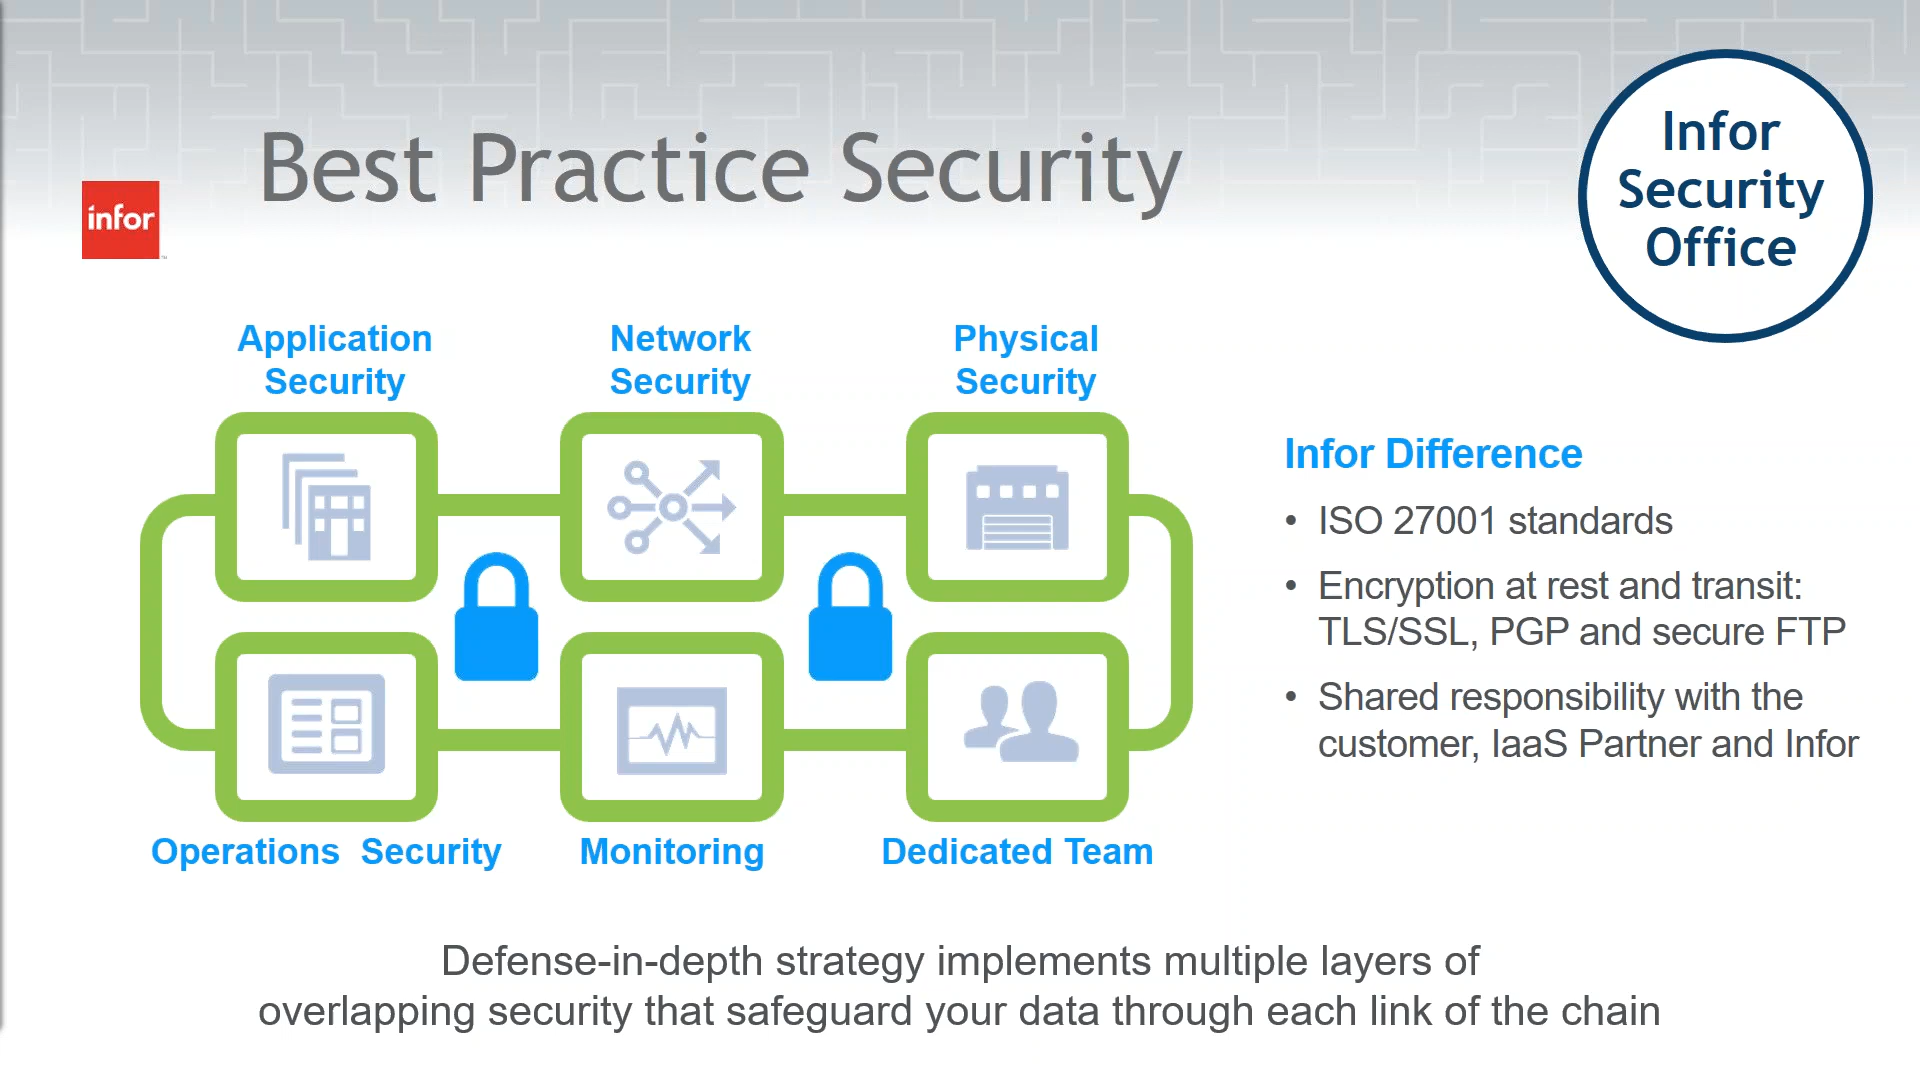 Best Practice Security
infor
Infor
Security
Office
Application
Security
Network
Security
Physical
Security
Operations  Security
Monitoring
Dedicated Team
Infor Difference
• ISO 27001 standards
• Encryption at rest and transit:
TLS/SSL, PGP and secure FTP
• Shared responsibility with the
customer, IaaS Partner and Infor
Defense-in-depth strategy implements multiple layers of
overlapping security that safeguard your data through each link of the chain